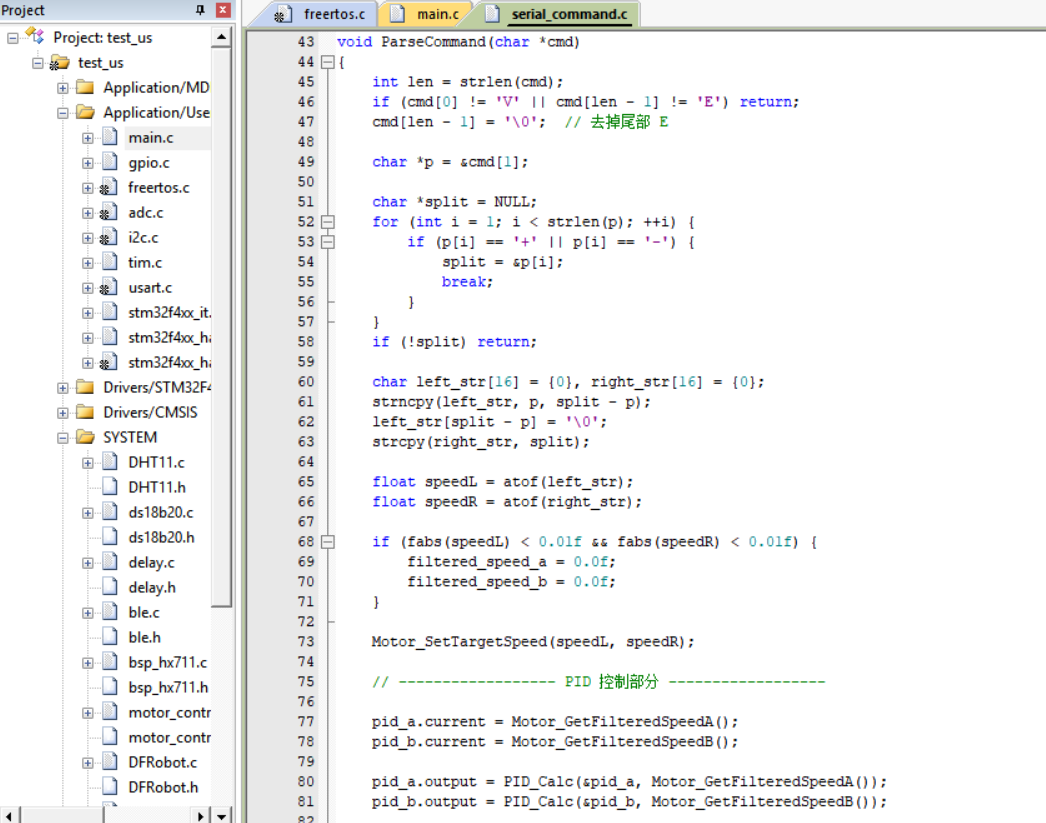 Project
Project: test_us
test_us
Application/MD
Application/Use
main.c
gpio.c
freertos.c
adc.c
i2c.c
tim.c
usart.c
stm32f4xx_it.
stm32f4xx_ha
stm32f4xx_ha
Drivers/STM32F4
Drivers/CMSIS
SYSTEM
DHT11.c
DHT11.h
ds18b20.c
ds18b20.h
delay.c
delay.h
ble.c
ble.h
bsp_hx711.c
bsp_hx711.h
motor_contr
motor_contr
DFRobot.c
DFRobot.h
freertos.c main.c serial_command.c
43 void ParseCommand(char *cmd)
44 {
45 int len = strlen(cmd);
46 if (cmd[0] != 'V' || cmd[len - 1] != 'E') return;
47 cmd[len - 1] = '\0'; // 去掉尾部 E
48
49 char *p = &cmd[1];
50
51 char *split = NULL;
52 for (int i = 1; i < strlen(p); ++i) {
53 if (p[i] == '+' || p[i] == '-') {
54 split = &p[i];
55 break;
56 }
57 }
58 if (!split) return;
59
60 char left_str[16] = {0}, right_str[16] = {0};
61 strncpy(left_str, p, split - p);
62 left_str[split - p] = '\0';
63 strcpy(right_str, split);
64
65 float speedL = atof(left_str);
66 float speedR = atof(right_str);
67
68 if (fabs(speedL) < 0.01f && fabs(speedR) < 0.01f) {
69 filtered_speed_a = 0.0f;
70 filtered_speed_b = 0.0f;
71 }
72
73 Motor_SetTargetSpeed(speedL, speedR);
74
75 // ------------------ PID 控制部分 ------------------
76
77 pid_a.current = Motor_GetFilteredSpeedA();
78 pid_b.current = Motor_GetFilteredSpeedB();
79
80 pid_a.output = PID_Calc(&pid_a, Motor_GetFilteredSpeedA());
81 pid_b.output = PID_Calc(&pid_b, Motor_GetFilteredSpeedB());
82